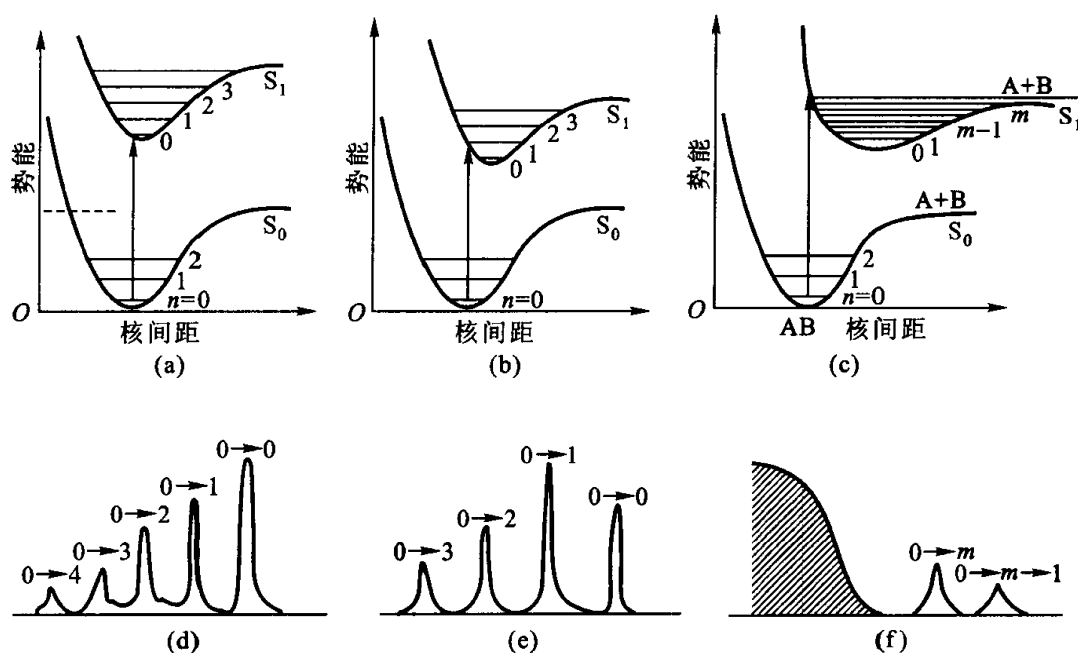 势能
S₁
3
2
1
0
S₀
2
1
n=0
O
核间距
(a)
势能
S₁
3
2
1
0
S₀
n=0
O
核间距
(b)
势能
A+B
S₁
m
m-1
1
0
A+B
S₀
2
1
n=0
O
AB
核间距
(c)
0→4
0→3
0→2
0→1
0→0
(d)
0→3
0→2
0→1
0→0
(e)
0→m
0→m→1
(f)